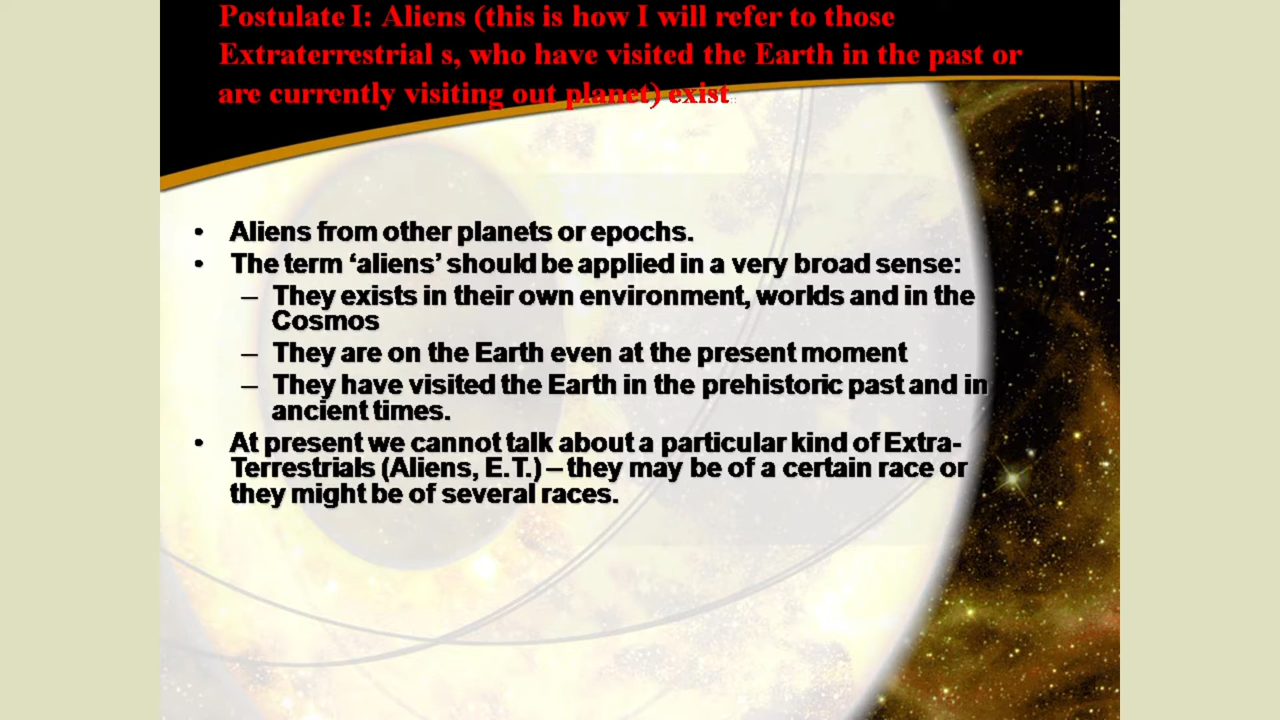 Postulate I: Aliens (this is how I will refer to those
Extraterrestrial s, who have visited the Earth in the past or
are currently visiting out planet) exist::
• Aliens from other planets or epochs.
• The term ‘aliens’ should be applied in a very broad sense:
– They exists in their own environment, worlds and in the
Cosmos
– They are on the Earth even at the present moment
– They have visited the Earth in the prehistoric past and in
ancient times.
• At present we cannot talk about a particular kind of Extra-
Terrestrials (Aliens, E.T.) – they may be of a certain race or
they might be of several races.